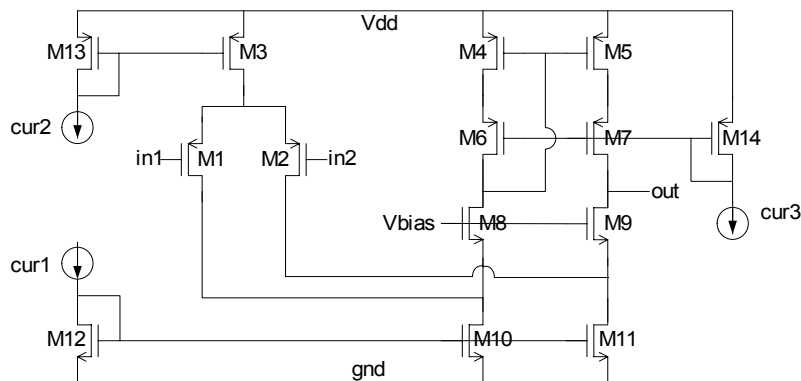 Vdd
M13
M3
M4
M5
cur2
M6
M7
M14
in1
M1
M2
in2
out
Vbias
M8
M9
cur3
cur1
M12
M10
M11
gnd